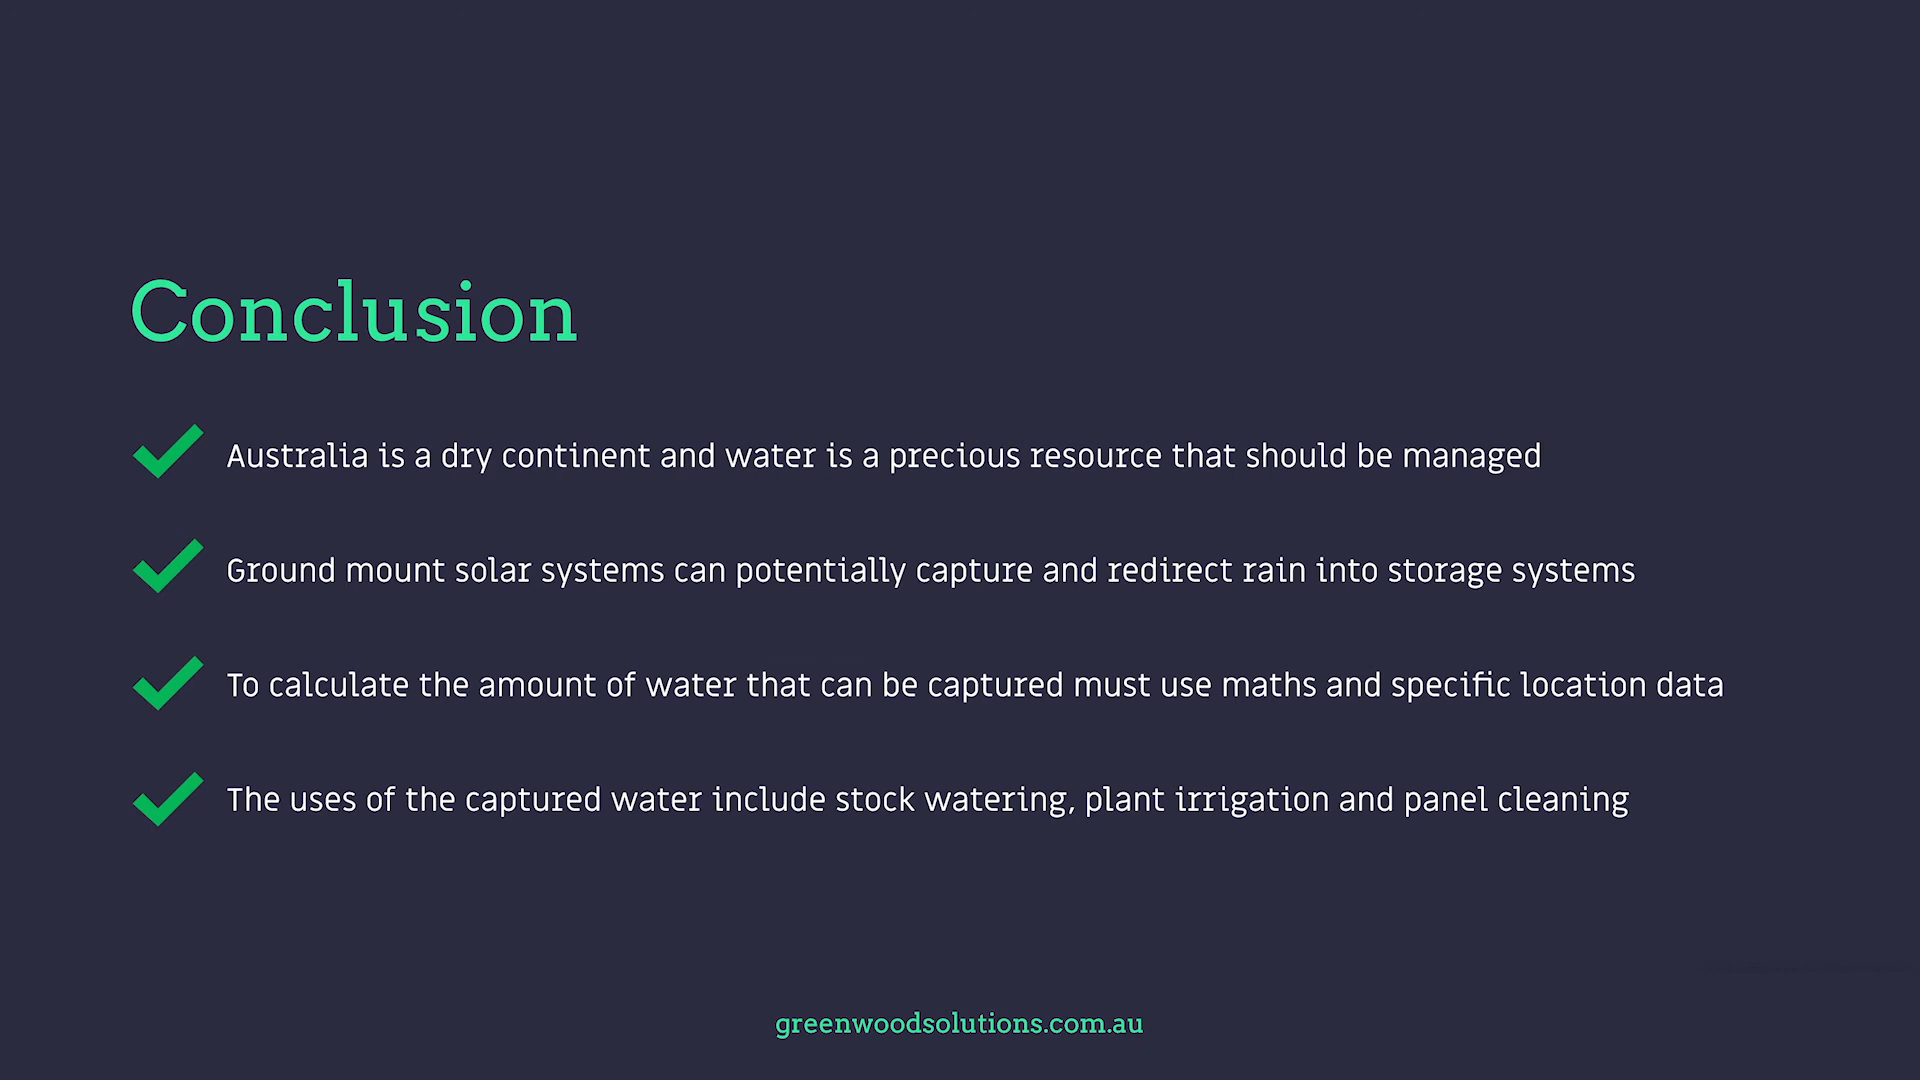 Conclusion
Australia is a dry continent and water is a precious resource that should be managed
Ground mount solar systems can potentially capture and redirect rain into storage systems
To calculate the amount of water that can be captured must use maths and specific location data
The uses of the captured water include stock watering, plant irrigation and panel cleaning
greenwoodsolutions.com.au